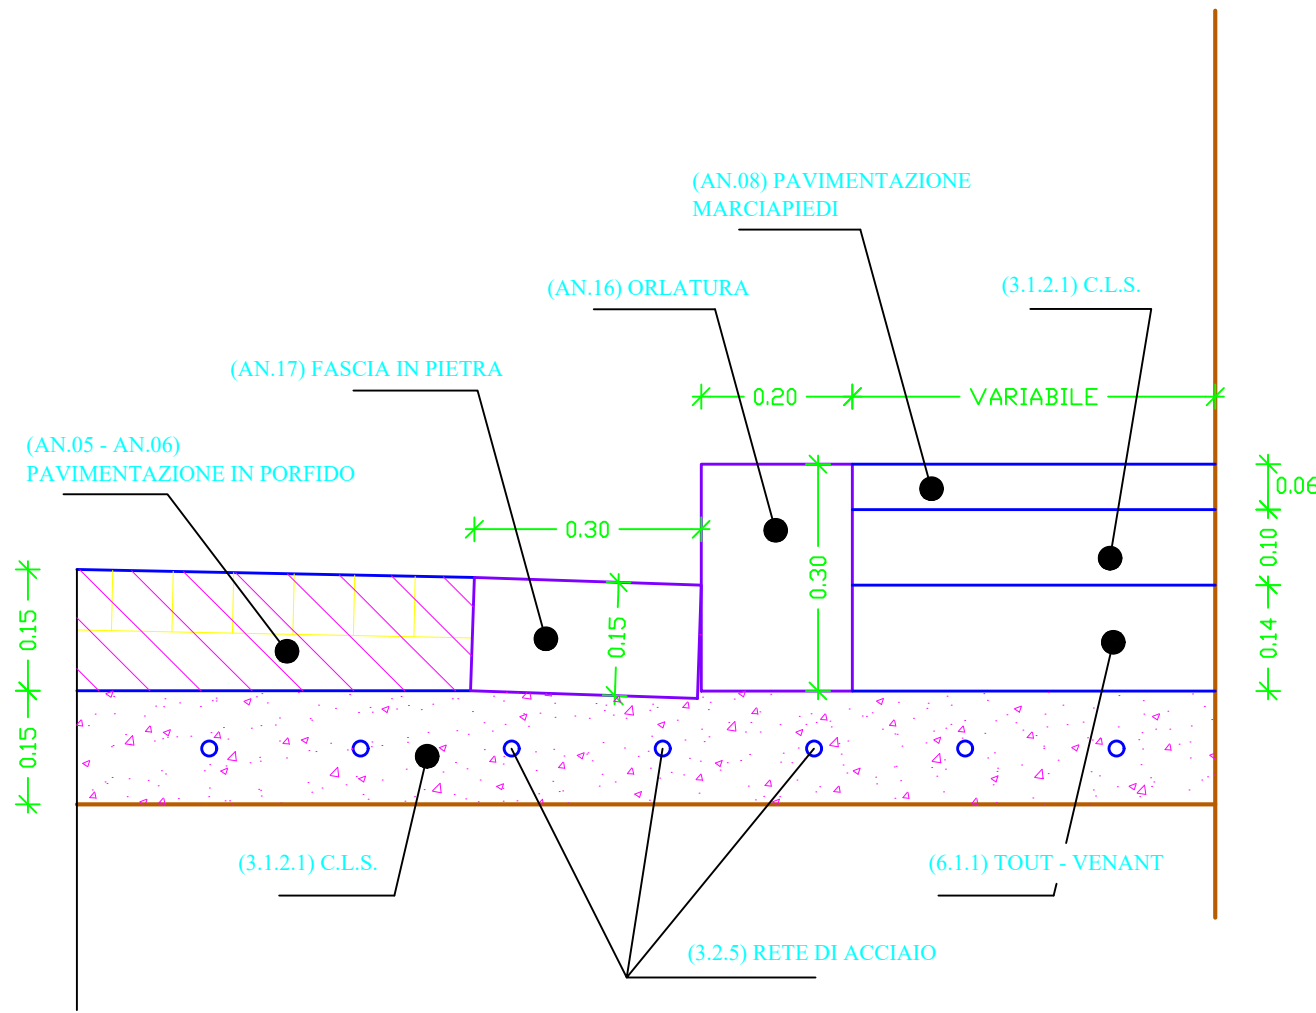 (AN.08) PAVIMENTAZIONE
MARCIAPIEDI
(AN.16) ORLATURA
(3.1.2.1) C.L.S.
(AN.17) FASCIA IN PIETRA
0.20
VARIABILE
(AN.05 - AN.06)
PAVIMENTAZIONE IN PORFIDO
0.06
0.30
0.10
0.30
0.15
0.15
0.14
0.15
(3.1.2.1) C.L.S.
(6.1.1) TOUT - VENANT
(3.2.5) RETE DI ACCIAIO